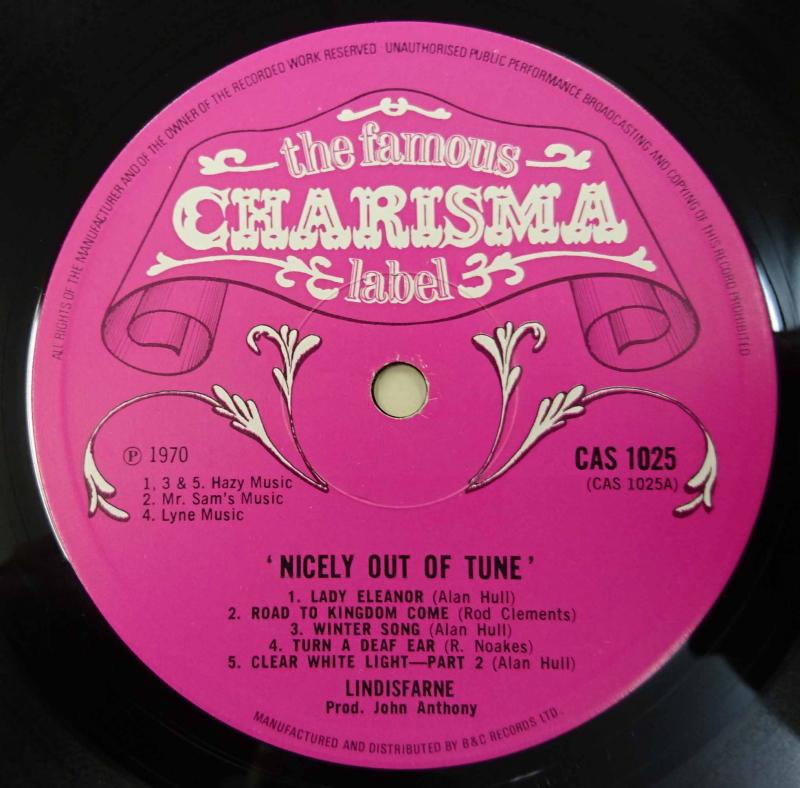 ALL RIGHTS OF THE MANUFACTURER AND OF THE OWNER OF THE RECORDED WORK RESERVED · UNAUTHORISED PUBLIC PERFORMANCE BROADCASTING AND COPYING OF THIS RECORD PROHIBITED
the famous
CHARISMA
label
℗ 1970
1, 3 & 5. Hazy Music
2. Mr. Sam's Music
4. Lyne Music
CAS 1025
(CAS 1025A)
'NICELY OUT OF TUNE'
1. LADY ELEANOR (Alan Hull)
2. ROAD TO KINGDOM COME (Rod Clements)
3. WINTER SONG (Alan Hull)
4. TURN A DEAF EAR (R. Noakes)
5. CLEAR WHITE LIGHT—PART 2 (Alan Hull)
LINDISFARNE
Prod. John Anthony
MANUFACTURED AND DISTRIBUTED BY B&C RECORDS LTD.